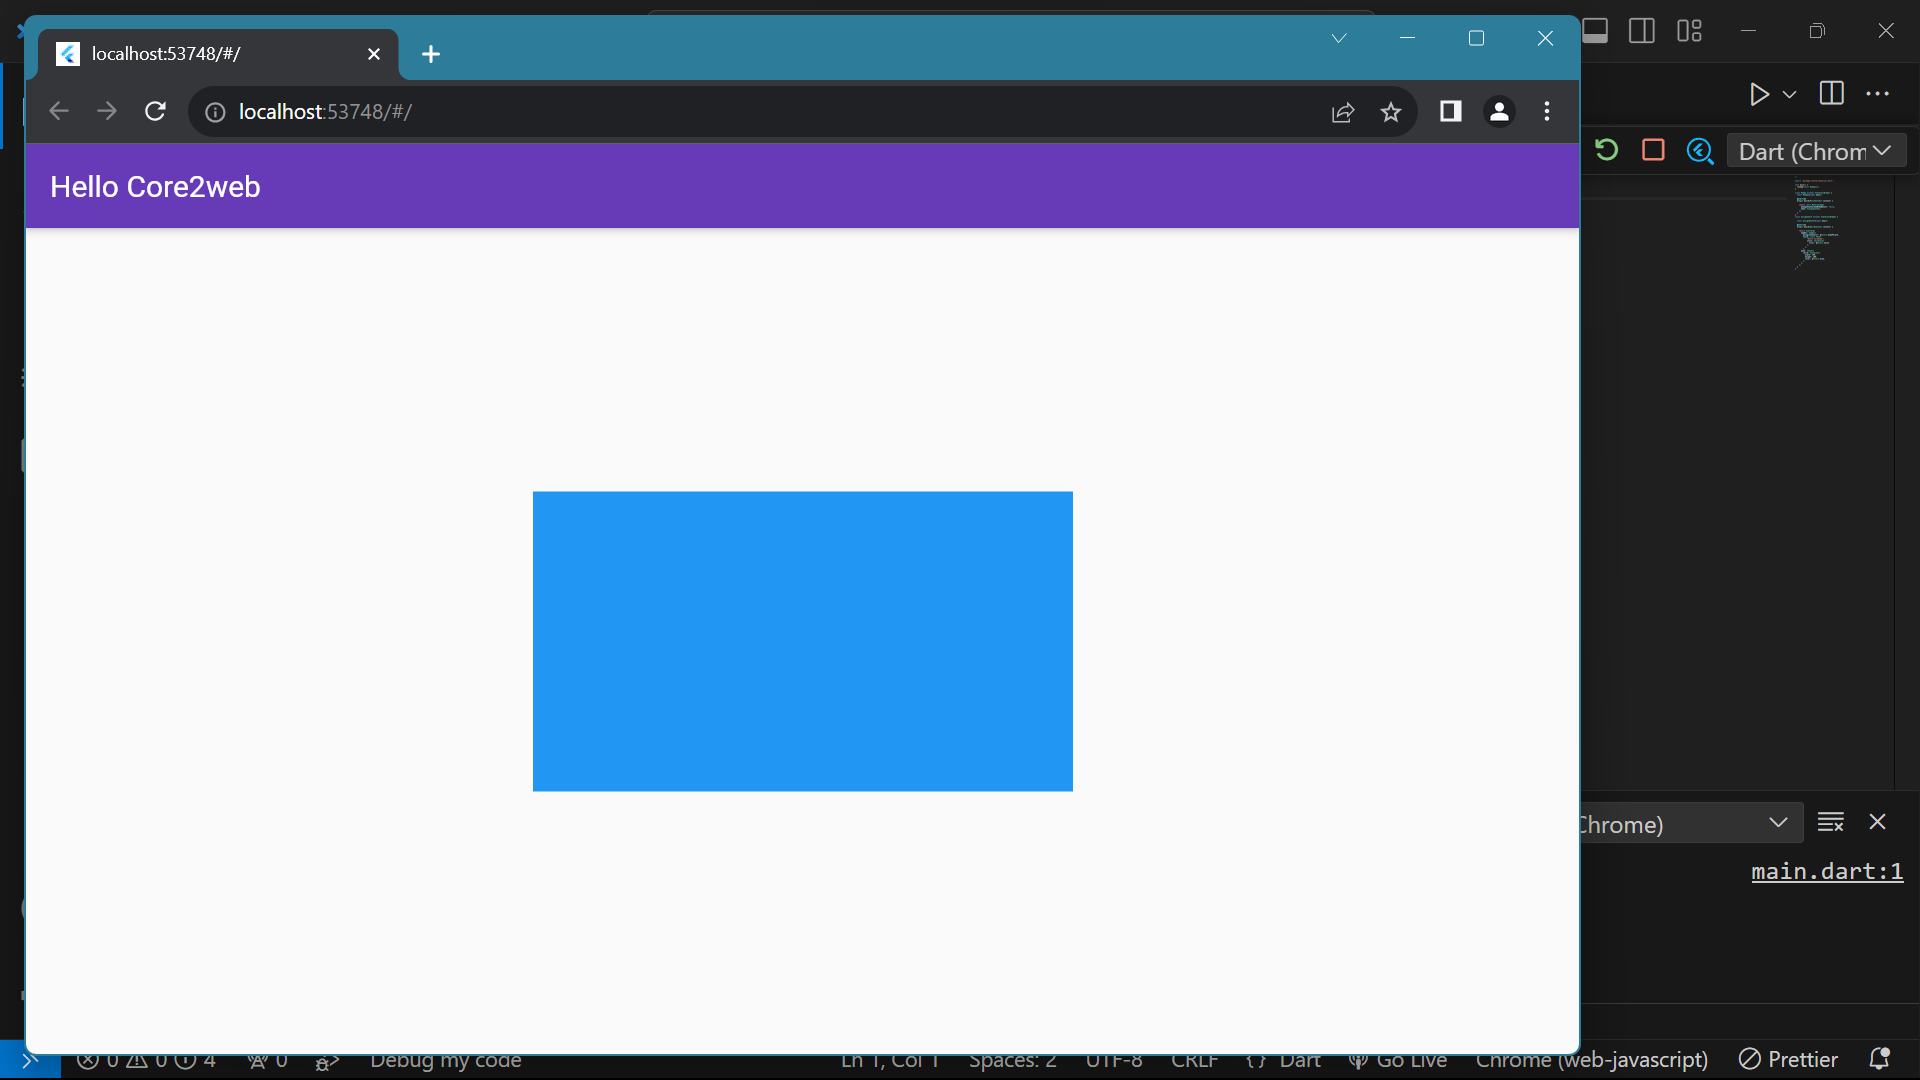 localhost:53748/#/
localhost:53748/#/
Dart (Chrom
Hello Core2web
Chrome)
main.dart:1
0 0 4 0 Debug my code Ln 1, Col 1 Spaces: 2 UTF-8 CRLF {} Dart Go Live Chrome (web-javascript) Prettier